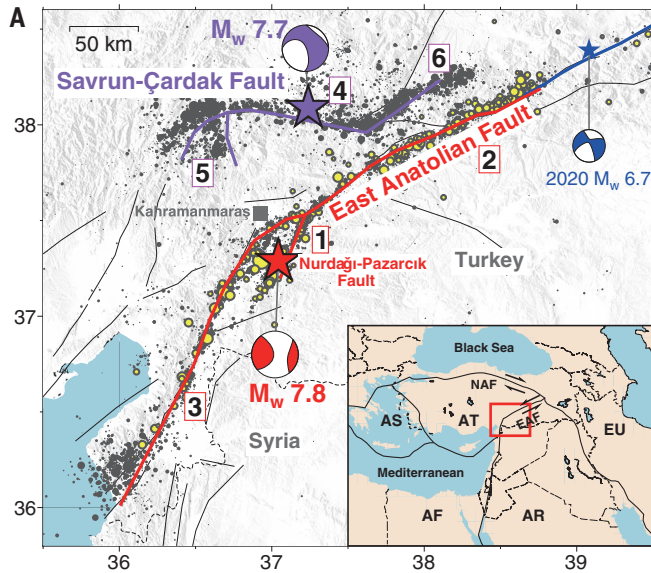 A
50 km
Mw 7.7
Savrun-Çardak Fault
6
4
38
5
2
East Anatolian Fault
2020 Mw 6.7
Kahramanmaraş
1
Nurdağı-Pazarcık
Fault
Turkey
37
Mw 7.8
3
Syria
36
Black Sea
NAF
AS
AT
EAF
EU
Mediterranean
AF
AR
36
37
38
39